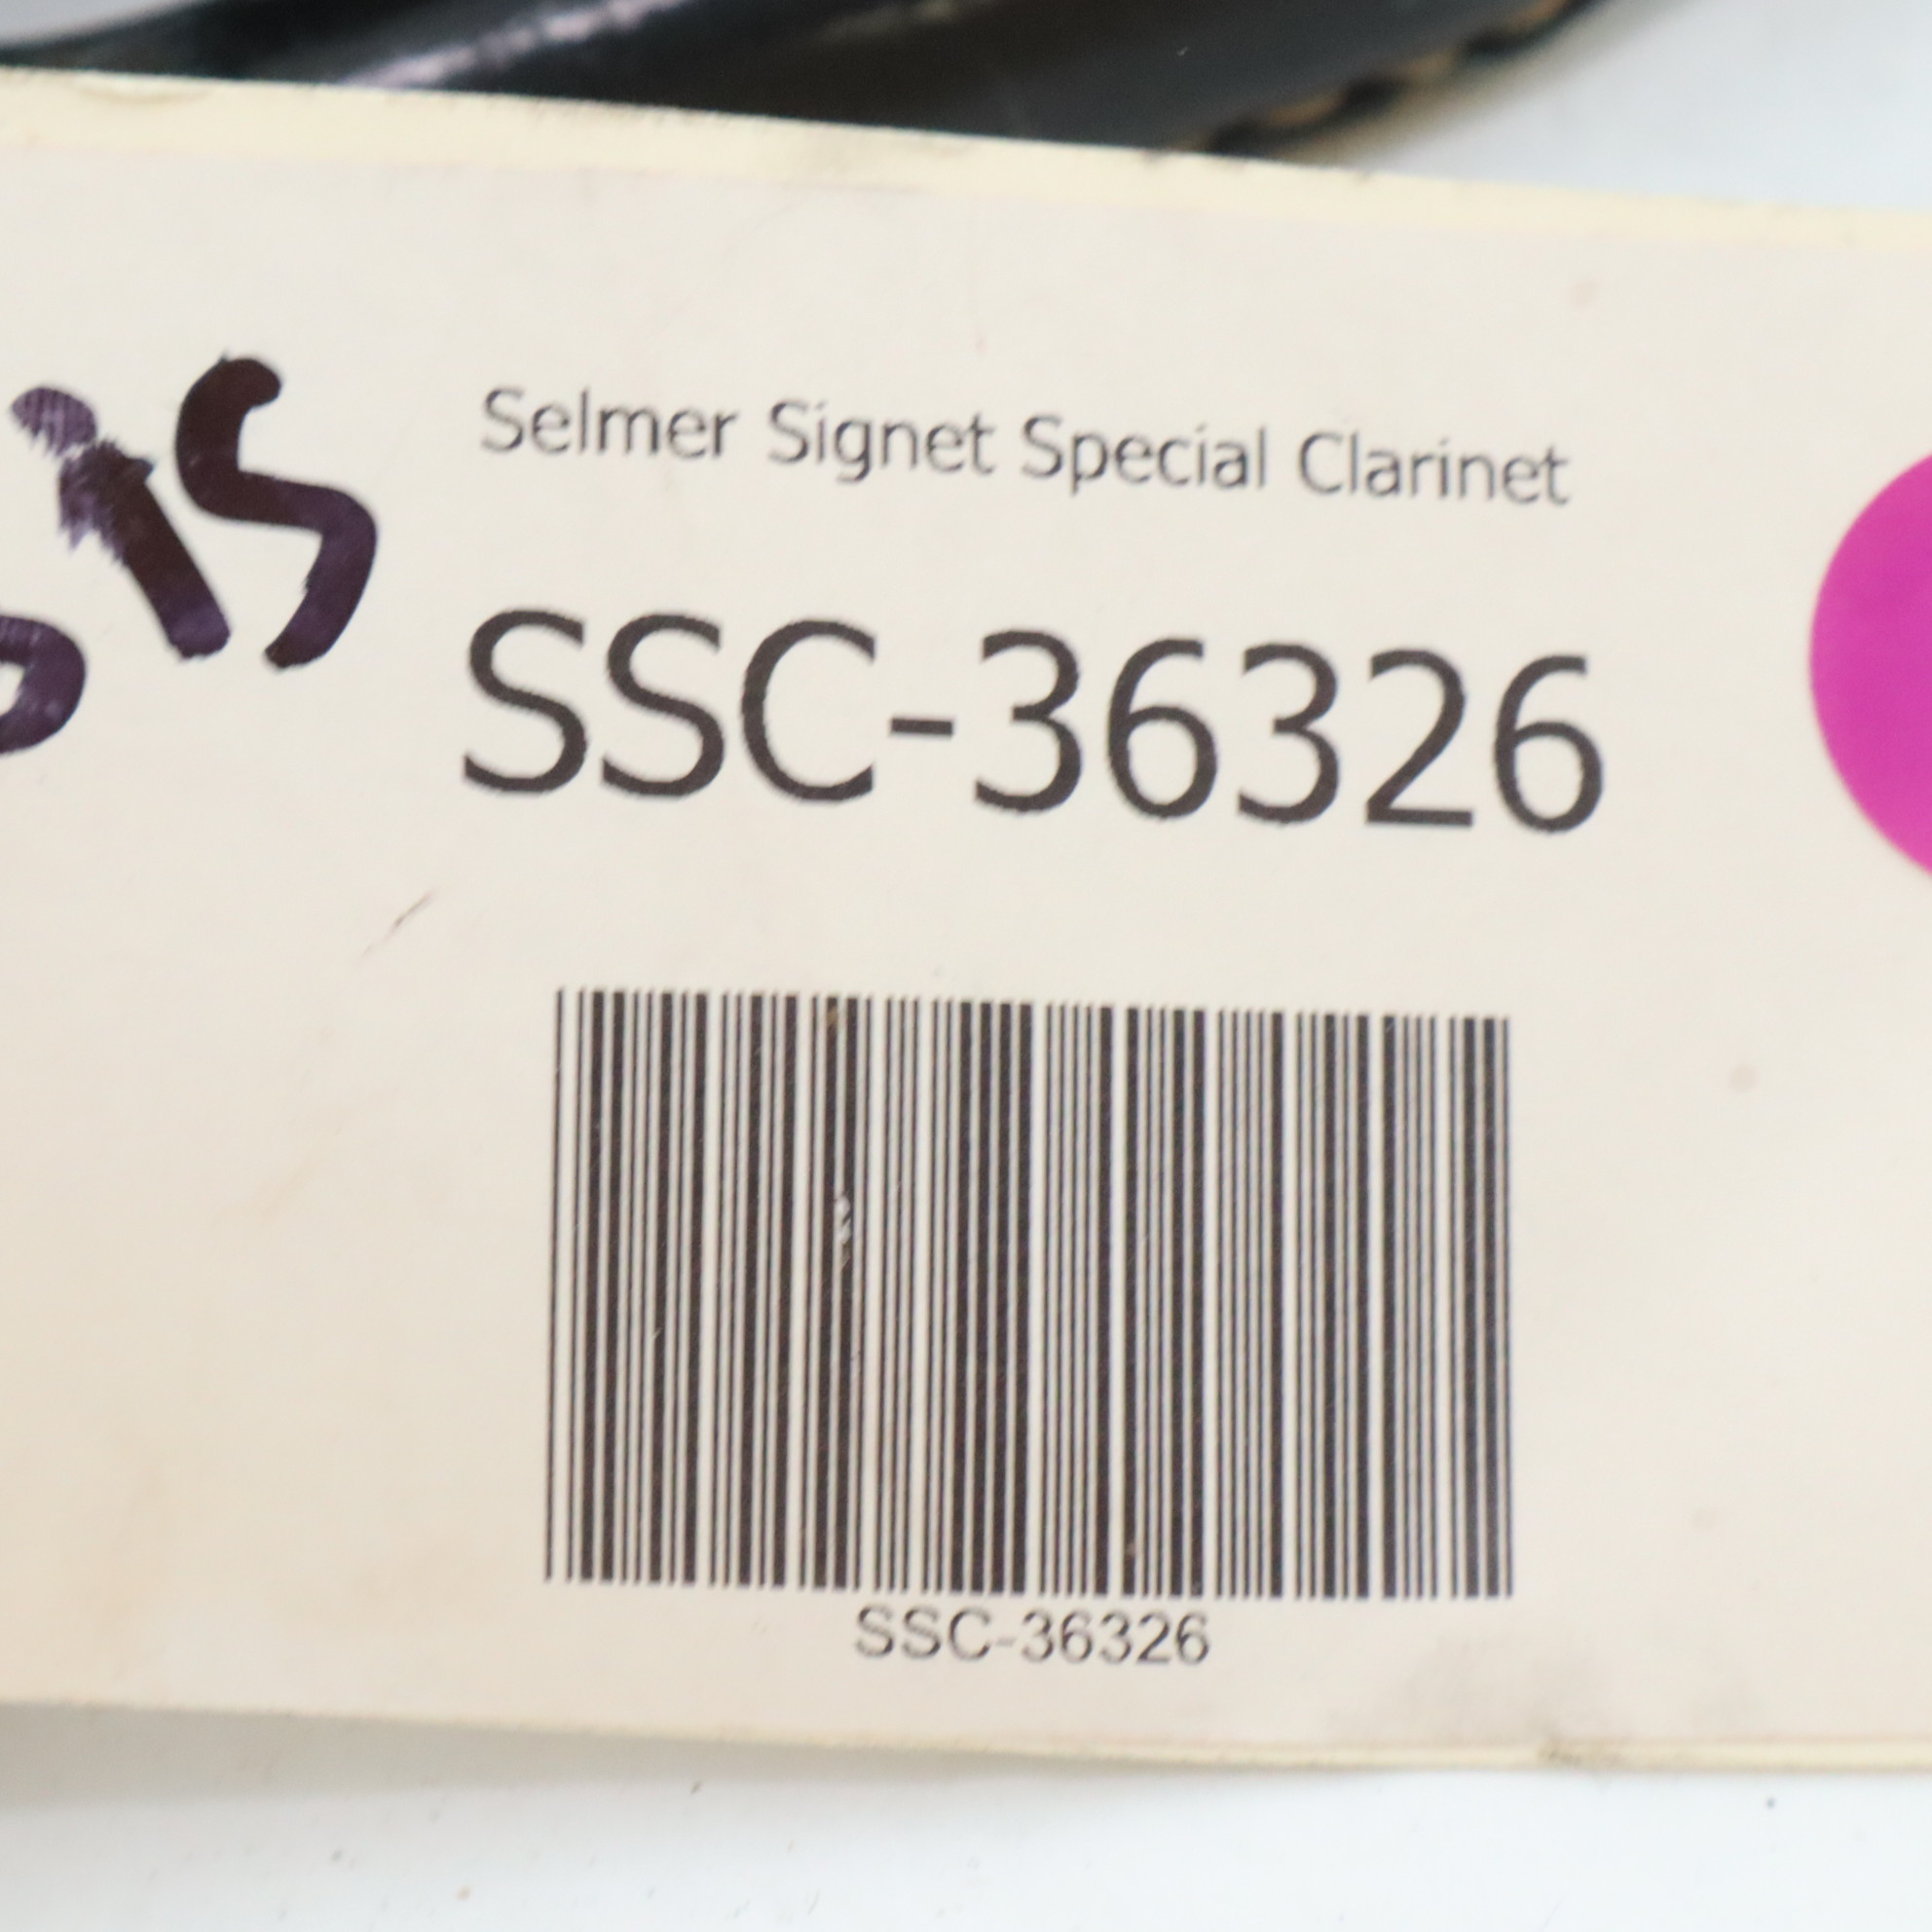 Selmer Signet Special Clarinet
SSC-36326
SSC-36326